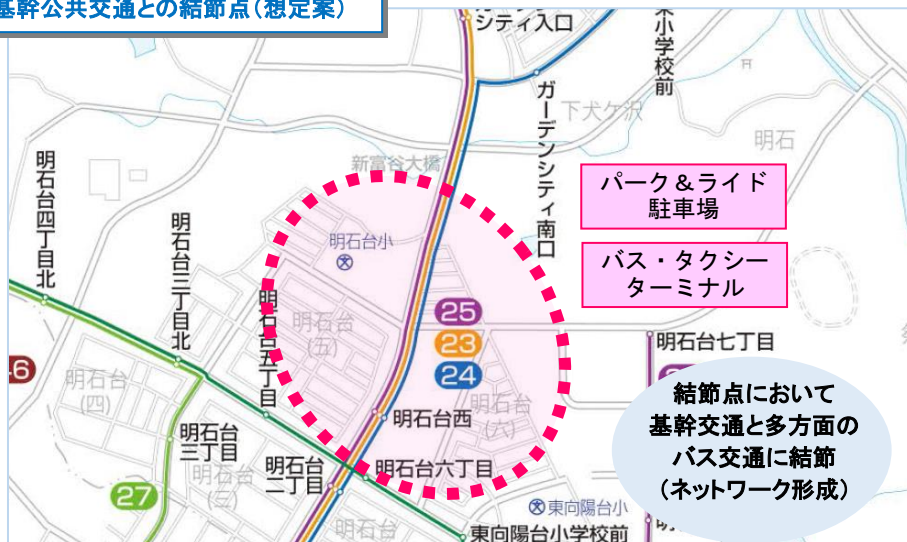 基幹公共交通との結節点（想定案）
シティ入口
小学校前
ガーデンシティ南口
下犬ケ沢
明石
新富谷大橋
明石台四丁目北
明石台三丁目北
明石台小
パーク＆ライド
駐車場
バス・タクシー
ターミナル
明石台五丁目
明石台
(五)
25
23
24
明石台七丁目
明石台
(四)
明石台西
明石台
(六)
結節点において
基幹交通と多方面の
バス交通に結節
（ネットワーク形成）
明石台
三丁目
明石台
(三)
明石台
二丁目
明石台六丁目
27
東向陽台小
明石台
東向陽台小学校前